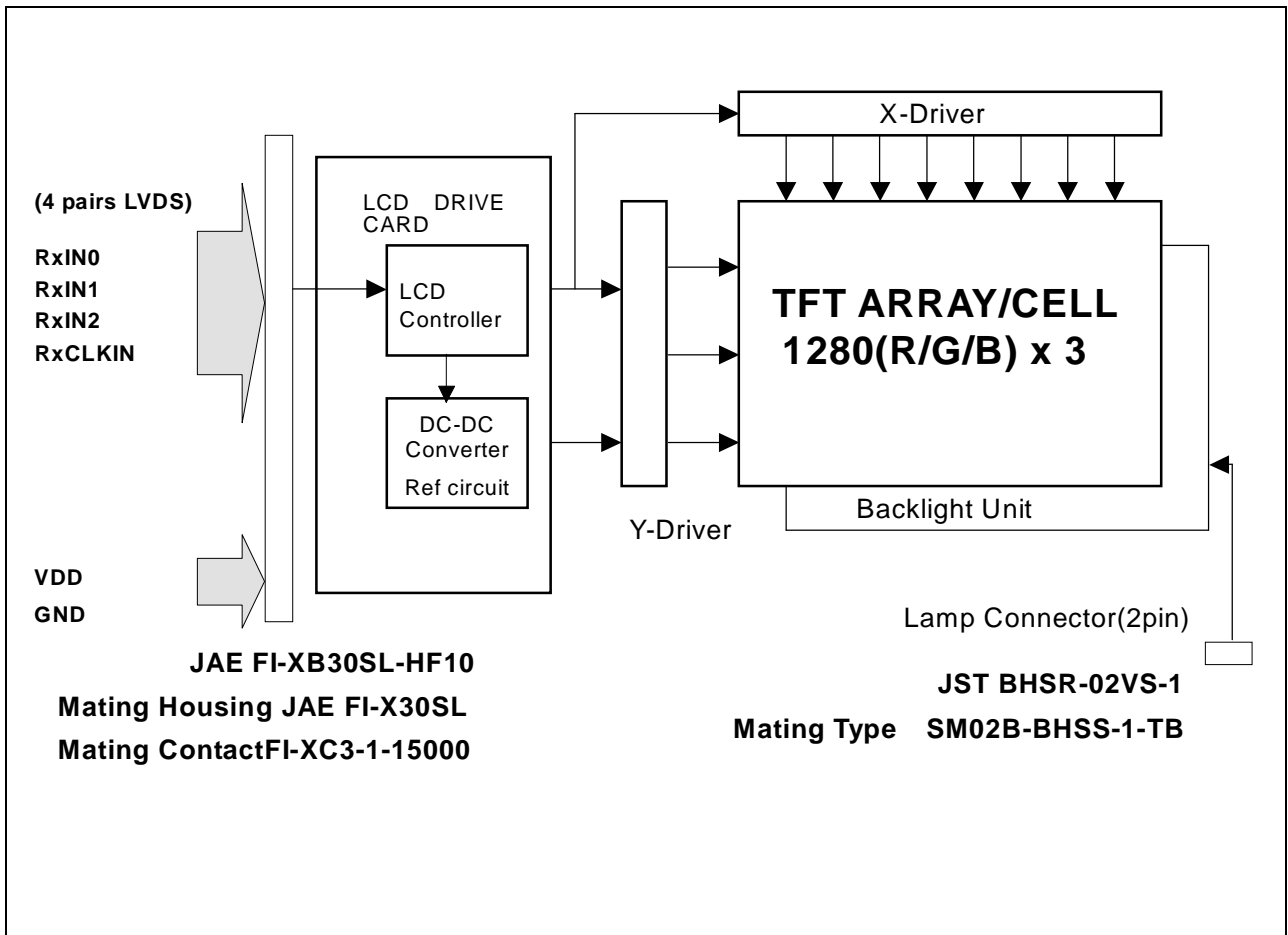 X-Driver
(4 pairs LVDS)
RxIN0
RxIN1
RxIN2
RxCLKIN
LCD DRIVE
CARD
LCD
Controller
DC-DC
Converter
Ref circuit
TFT ARRAY/CELL
1280(R/G/B) x 3
Y-Driver
Backlight Unit
VDD
GND
Lamp Connector(2pin)
JAE FI-XB30SL-HF10
Mating Housing JAE FI-X30SL
Mating ContactFI-XC3-1-15000
JST BHSR-02VS-1
Mating Type SM02B-BHSS-1-TB